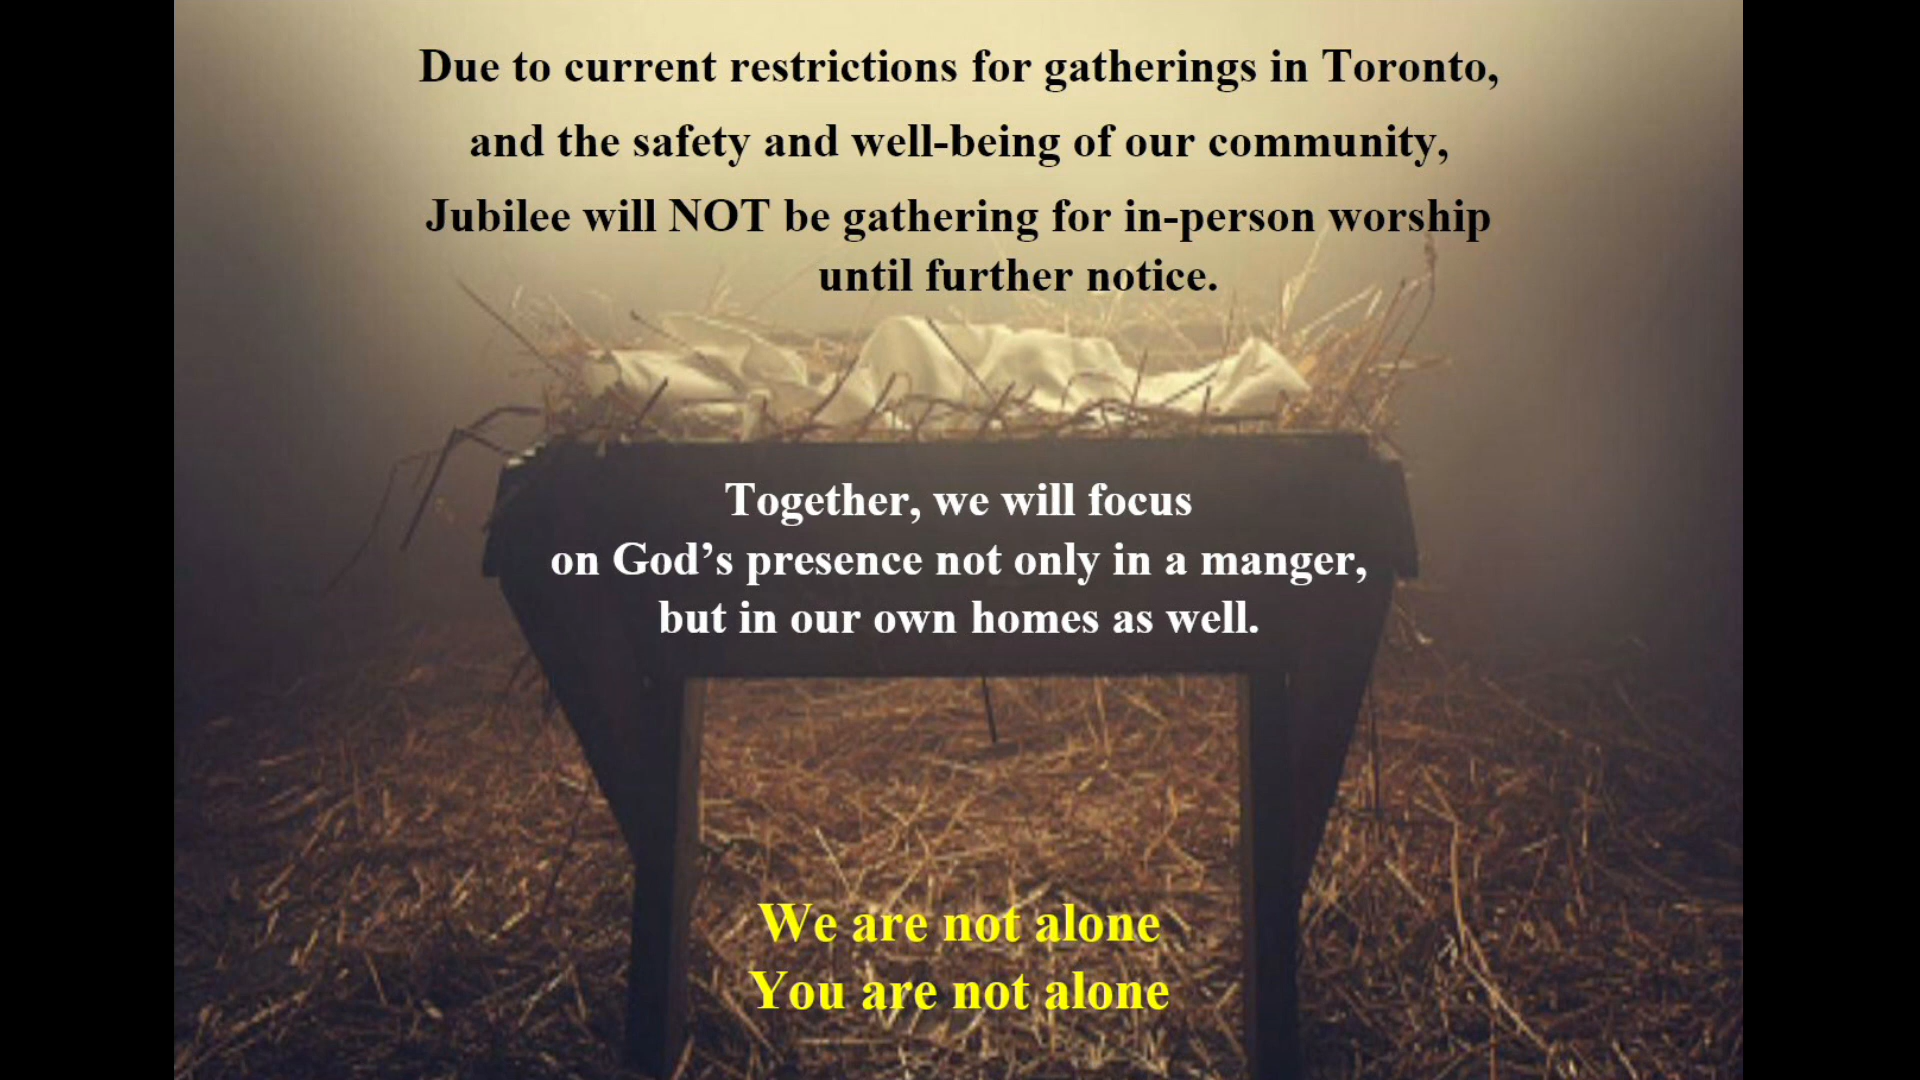 Due to current restrictions for gatherings in Toronto,
and the safety and well-being of our community,
Jubilee will NOT be gathering for in-person worship
until further notice.
Together, we will focus
on God’s presence not only in a manger,
but in our own homes as well.
We are not alone
You are not alone